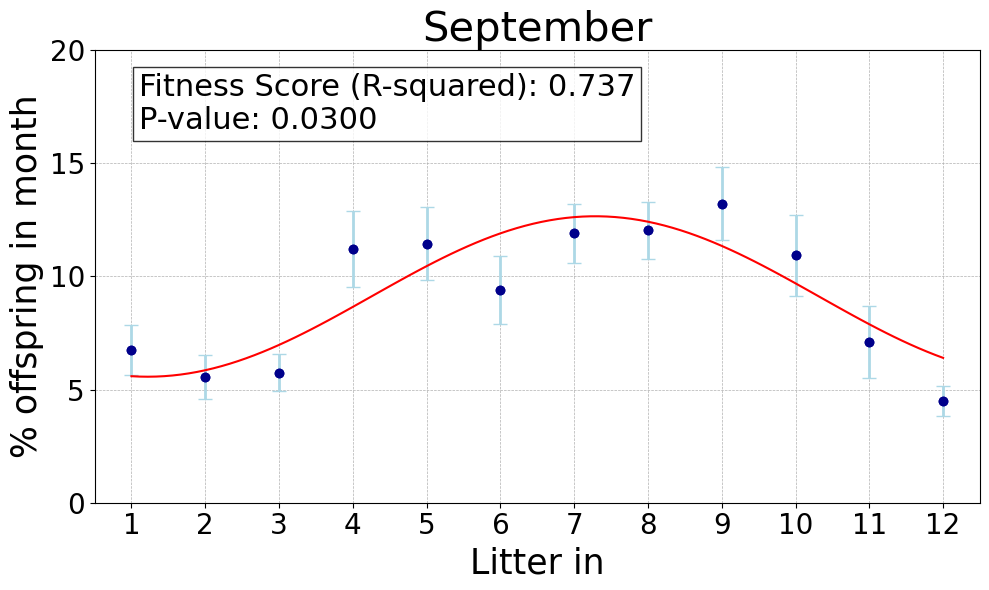 September
Fitness Score (R-squared): 0.737
P-value: 0.0300
% offspring in month
20
15
10
5
0
1 2 3 4 5 6 7 8 9 10 11 12
Litter in